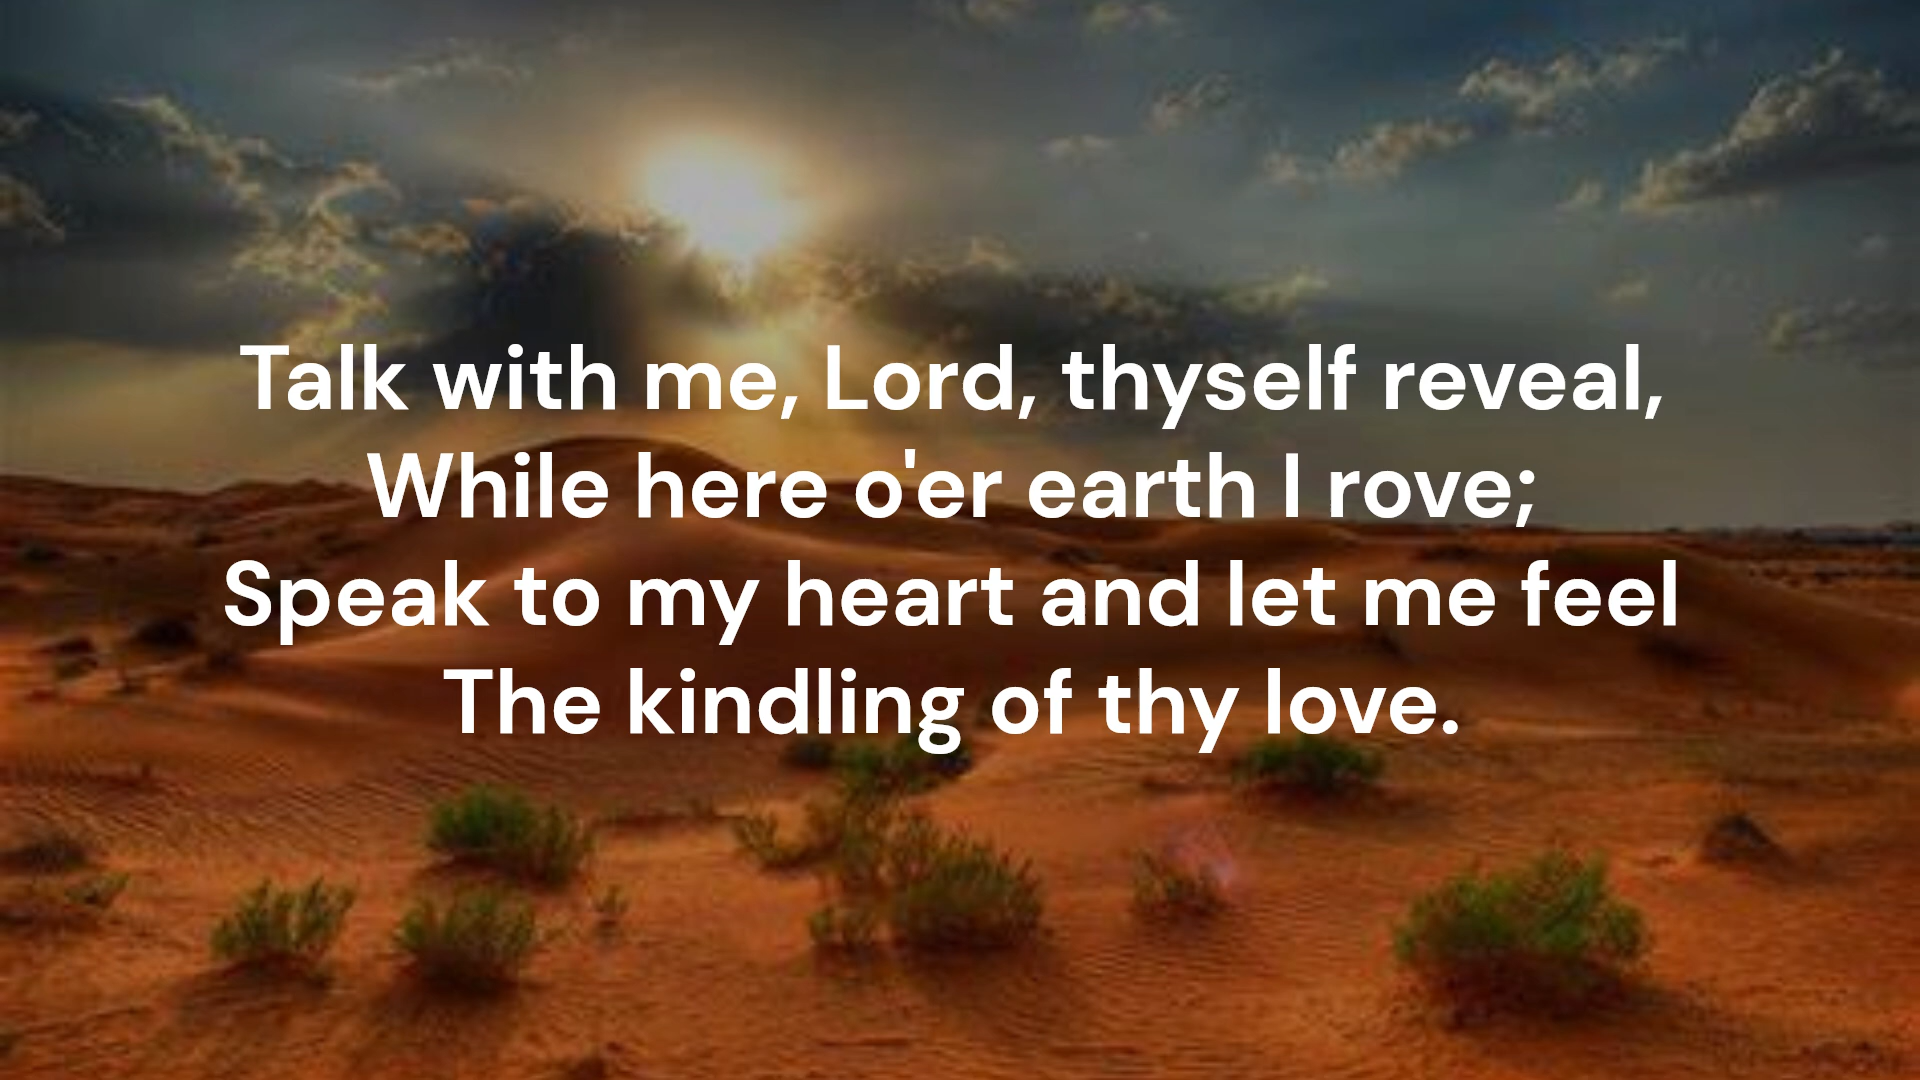 Talk with me, Lord, thyself reveal,
While here o'er earth I rove;
Speak to my heart and let me feel
The kindling of thy love.